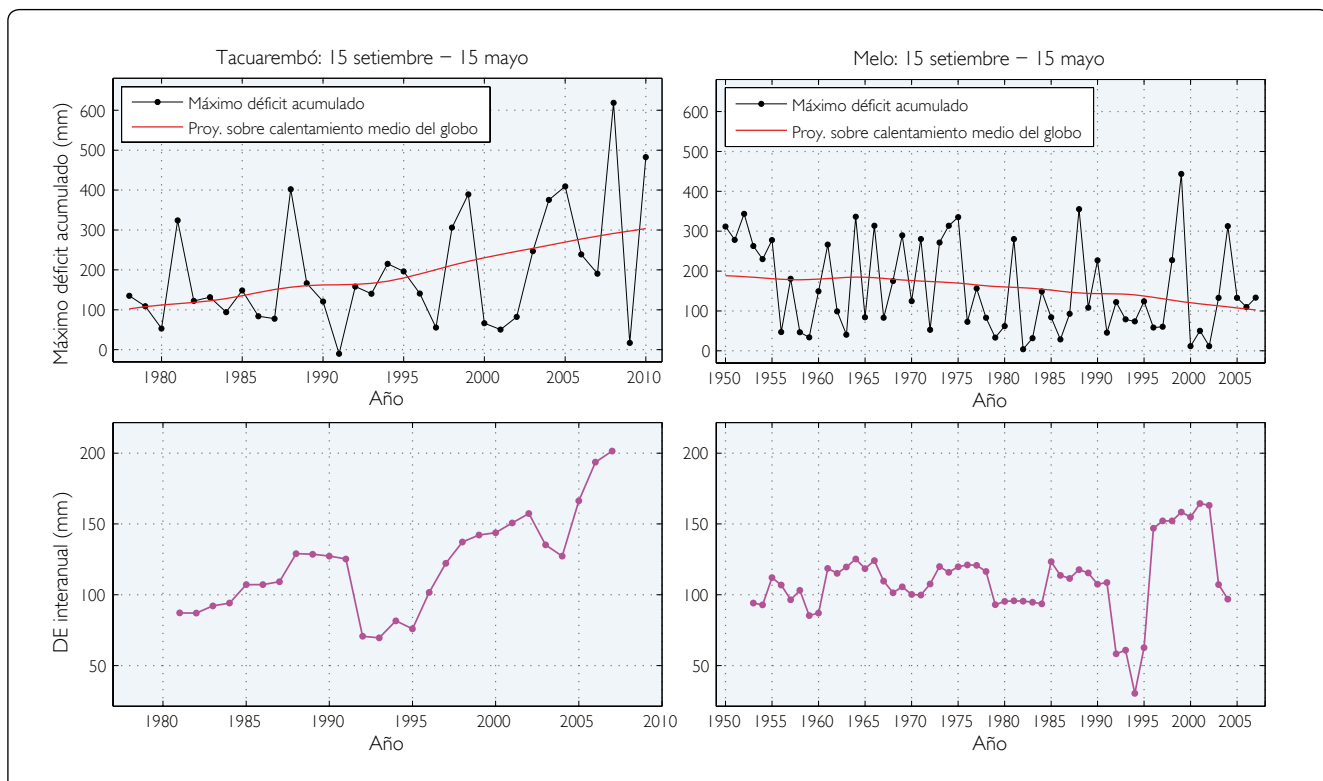 Tacuarembó: 15 setiembre – 15 mayo
Máximo déficit acumulado (mm)
600
500
400
300
200
100
0
Máximo déficit acumulado
Proy. sobre calentamiento medio del globo
1980 1985 1990 1995 2000 2005 2010
Año
Melo: 15 setiembre – 15 mayo
600
500
400
300
200
100
0
Máximo déficit acumulado
Proy. sobre calentamiento medio del globo
1950 1955 1960 1965 1970 1975 1980 1985 1990 1995 2000 2005
Año
DE interanual (mm)
200
150
100
50
1980 1985 1990 1995 2000 2005 2010
Año
200
150
100
50
1950 1955 1960 1965 1970 1975 1980 1985 1990 1995 2000 2005
Año